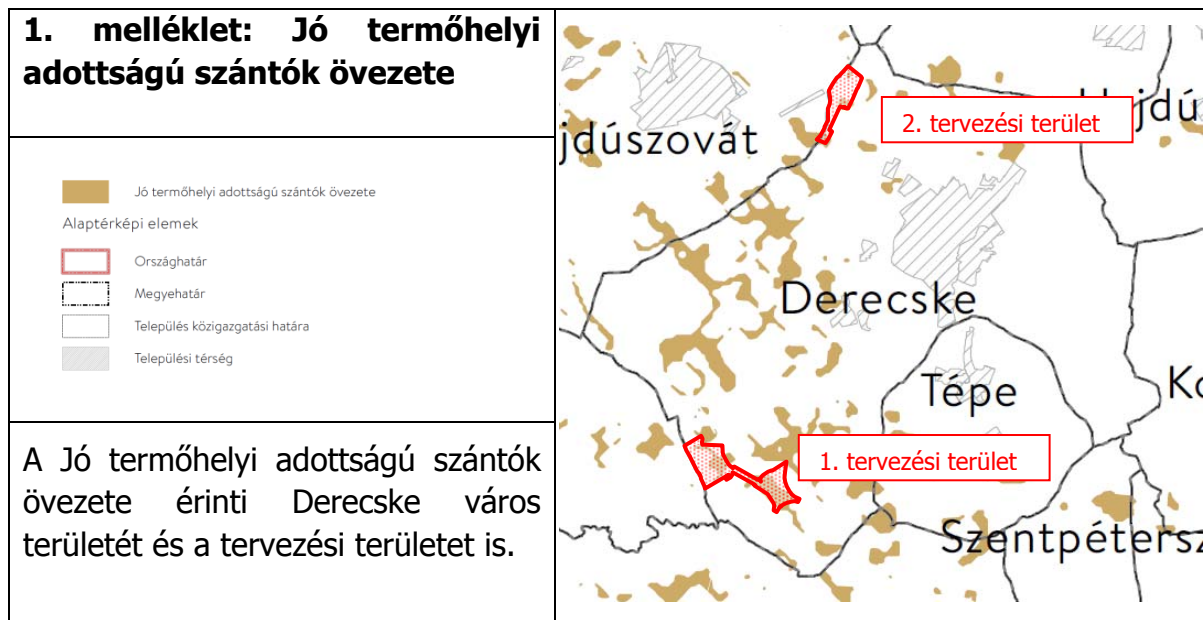 1. melléklet: Jó termőhelyi
adottságú szántók övezete
Jó termőhelyi adottságú szántók övezete
Alaptérképi elemek
Országhatár
Megyehatár
Település közigazgatási határa
Települési térség
A Jó termőhelyi adottságú szántók
övezete érinti Derecske város
területét és a tervezési területet is.
2. tervezési terület
Hajdú
jdúszovát
Derecske
Tépe
Ko
1. tervezési terület
Szentpétersz